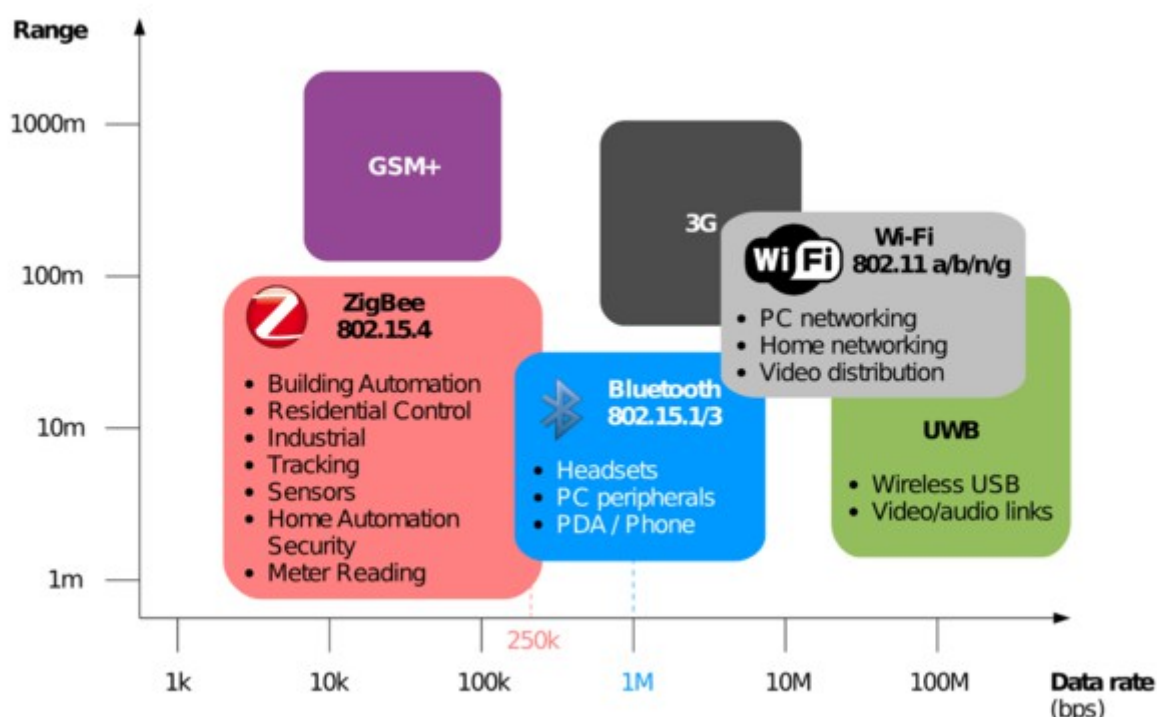 Range
1000m
100m
10m
1m
GSM+
3G
WiFi
Wi-Fi
802.11 a/b/n/g
• PC networking
• Home networking
• Video distribution
Z
ZigBee
802.15.4
• Building Automation
• Residential Control
• Industrial
• Tracking
• Sensors
• Home Automation
Security
• Meter Reading
Bluetooth
802.15.1/3
• Headsets
• PC peripherals
• PDA / Phone
UWB
• Wireless USB
• Video/audio links
250k
1k
10k
100k
1M
10M
100M
Data rate
(bps)